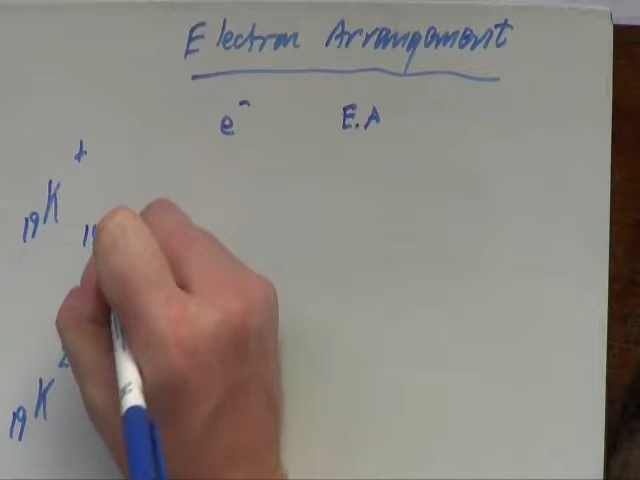 Electron Arrangement
e⁻ E.A
₁₉K⁺
₁₉K